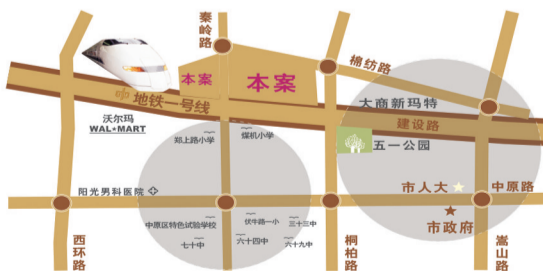 秦岭路
棉纺路
本案
本案
地铁一号线
大商新玛特
沃尔玛
WAL★MART
建设路
郑上路小学
煤机小学
五一公园
阳光男科医院
市人大
中原路
中原区特色试验学校
伏牛路一小
三十三中
市政府
七十中
六十四中
六十九中
西环路
桐柏路
嵩山路